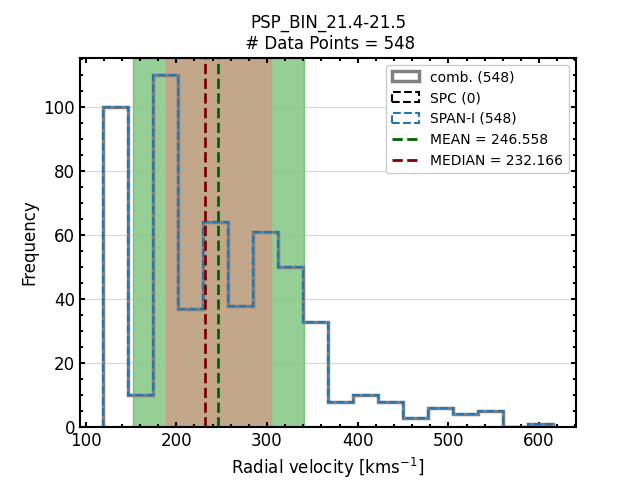 PSP_BIN_21.4-21.5
# Data Points = 548
comb. (548)
SPC (0)
SPAN-I (548)
MEAN = 246.558
MEDIAN = 232.166
Frequency
100
80
60
40
20
0
100 200 300 400 500 600
Radial velocity [kms⁻¹]